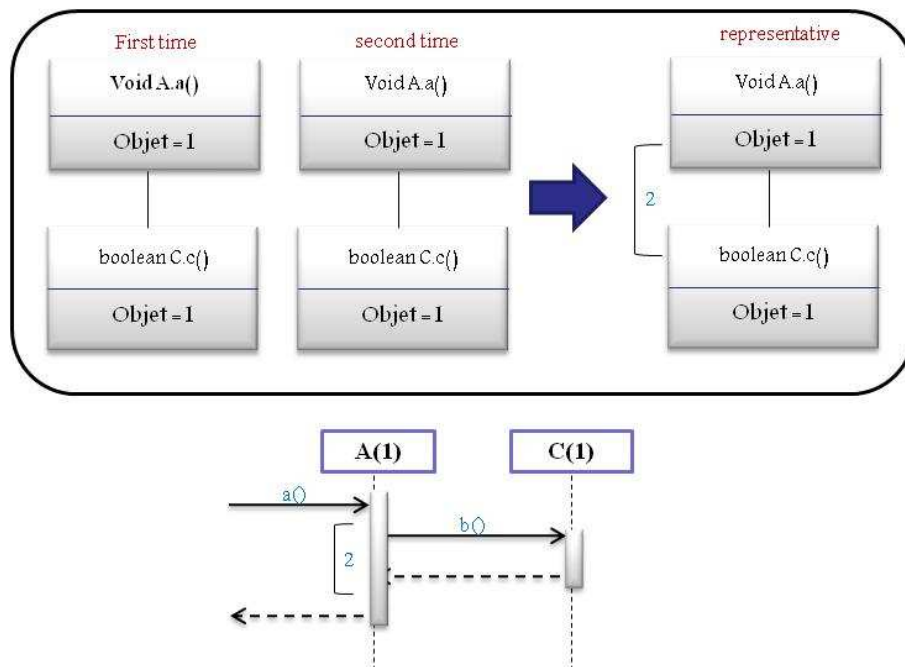 First time
second time
representative
Void A.a()
Void A.a()
Void A.a()
Objet = 1
Objet = 1
Objet = 1
2
boolean C.c()
boolean C.c()
boolean C.c()
Objet = 1
Objet = 1
Objet = 1
A(1)
C(1)
a()
b()
2